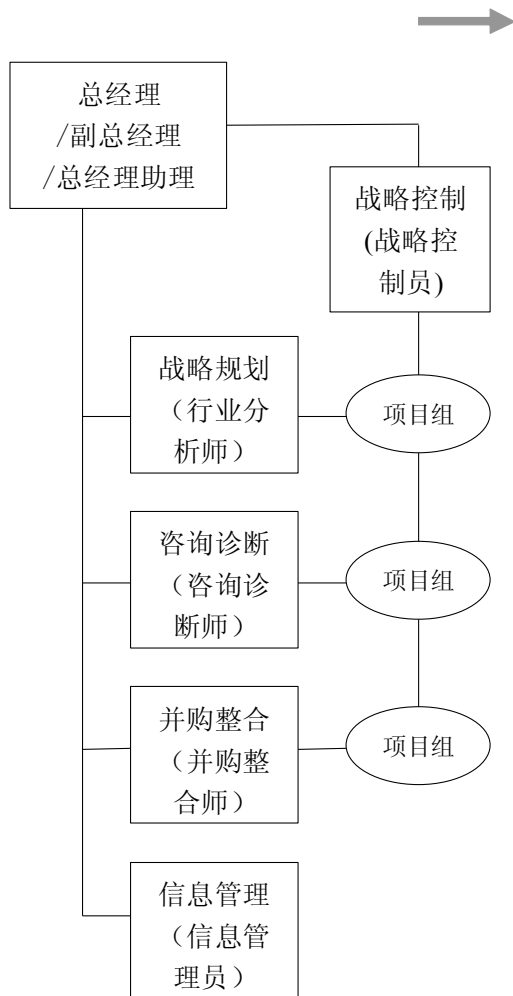 总经理
/副总经理
/总经理助理
战略控制
(战略控
制员)
战略规划
（行业分
析师）
项目组
咨询诊断
（咨询诊
断师）
项目组
并购整合
（并购整
合师）
项目组
信息管理
（信息管
理员）